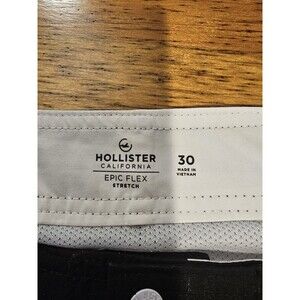 HOLLISTER
CALIFORNIA
EPIC FLEX
STRETCH
30
MADE IN
VIETNAM